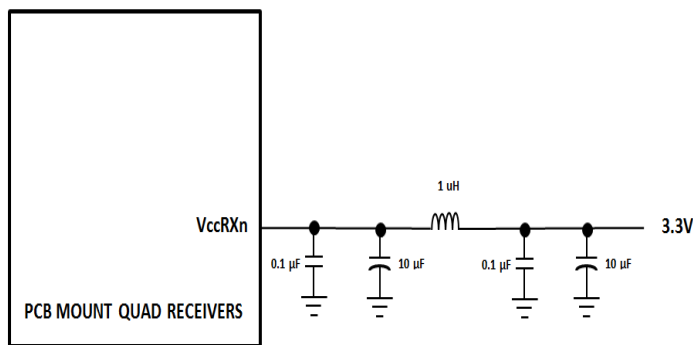 1 uH
VccRXn
3.3V
0.1 µF
10 µF
0.1 µF
10 µF
PCB MOUNT QUAD RECEIVERS